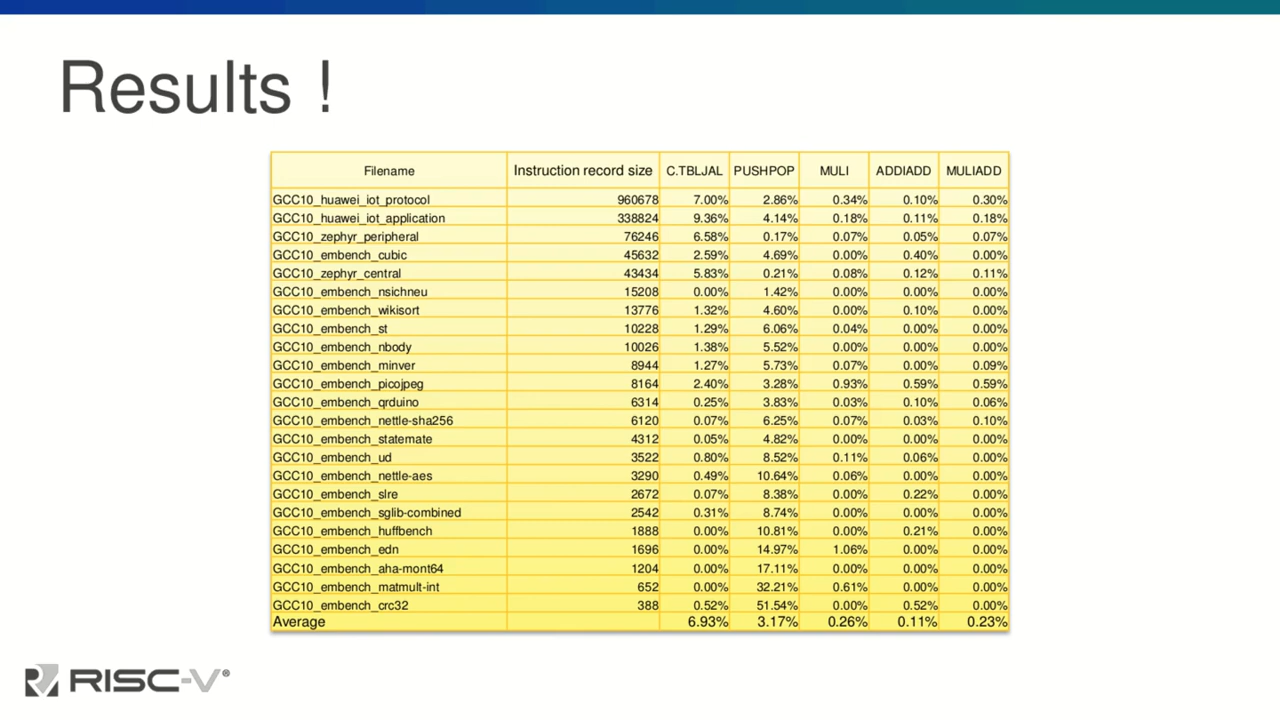 Results !
Filename Instruction record size C.TBLJAL PUSHPOP MULI ADDIADD MULIADD
GCC10_huawei_iot_protocol 960678 7.00% 2.86% 0.34% 0.10% 0.30%
GCC10_huawei_iot_application 338824 9.36% 4.14% 0.18% 0.11% 0.18%
GCC10_zephyr_peripheral 76246 6.58% 0.17% 0.07% 0.05% 0.07%
GCC10_embench_cubic 45632 2.59% 4.69% 0.00% 0.40% 0.00%
GCC10_zephyr_central 43434 5.83% 0.21% 0.08% 0.12% 0.11%
GCC10_embench_nsichneu 15208 0.00% 1.42% 0.00% 0.00% 0.00%
GCC10_embench_wikisort 13776 1.32% 4.60% 0.00% 0.10% 0.00%
GCC10_embench_st 10228 1.29% 6.06% 0.04% 0.00% 0.00%
GCC10_embench_nbody 10026 1.38% 5.52% 0.00% 0.00% 0.00%
GCC10_embench_minver 8944 1.27% 5.73% 0.07% 0.00% 0.09%
GCC10_embench_picojpeg 8164 2.40% 3.28% 0.93% 0.59% 0.59%
GCC10_embench_qrduino 6314 0.25% 3.83% 0.03% 0.10% 0.06%
GCC10_embench_nettle-sha256 6120 0.07% 6.25% 0.07% 0.03% 0.10%
GCC10_embench_statemate 4312 0.05% 4.82% 0.00% 0.00% 0.00%
GCC10_embench_ud 3522 0.80% 8.52% 0.11% 0.06% 0.00%
GCC10_embench_nettle-aes 3290 0.49% 10.64% 0.06% 0.00% 0.00%
GCC10_embench_slre 2672 0.07% 8.38% 0.00% 0.22% 0.00%
GCC10_embench_sglib-combined 2542 0.31% 8.74% 0.00% 0.00% 0.00%
GCC10_embench_huffbench 1888 0.00% 10.81% 0.00% 0.21% 0.00%
GCC10_embench_edn 1696 0.00% 14.97% 1.06% 0.00% 0.00%
GCC10_embench_aha-mont64 1204 0.00% 17.11% 0.00% 0.00% 0.00%
GCC10_embench_matmult-int 652 0.00% 32.21% 0.61% 0.00% 0.00%
GCC10_embench_crc32 388 0.52% 51.54% 0.00% 0.52% 0.00%
Average 6.93% 3.17% 0.26% 0.11% 0.23%
RISC-V®